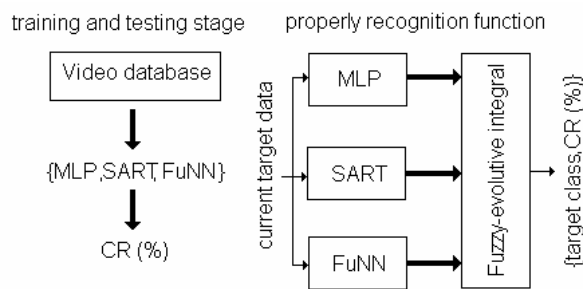 training and testing stage
Video database
{MLP,SART,FuNN}
CR (%)
properly recognition function
current target data
MLP
SART
FuNN
Fuzzy-evolutive integral
{target class,CR (%)}